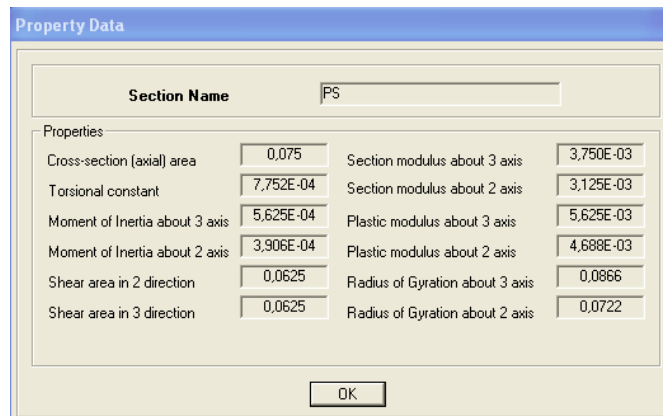 Property Data
Section Name PS
Properties
Cross-section (axial) area 0,075 Section modulus about 3 axis 3,750E-03
Torsional constant 7,752E-04 Section modulus about 2 axis 3,125E-03
Moment of Inertia about 3 axis 5,625E-04 Plastic modulus about 3 axis 5,625E-03
Moment of Inertia about 2 axis 3,906E-04 Plastic modulus about 2 axis 4,688E-03
Shear area in 2 direction 0,0625 Radius of Gyration about 3 axis 0,0866
Shear area in 3 direction 0,0625 Radius of Gyration about 2 axis 0,0722
OK